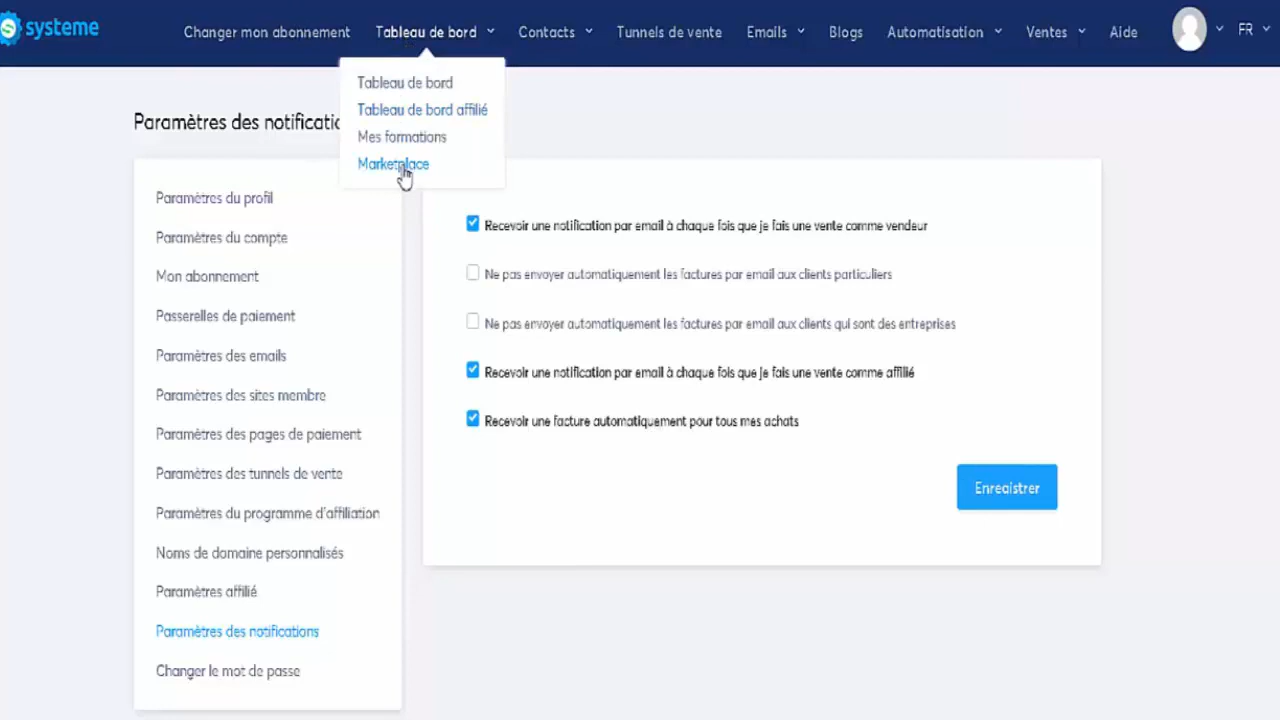 systeme
Changer mon abonnement
Tableau de bord
Contacts
Tunnels de vente
Emails
Blogs
Automatisation
Ventes
Aide
FR
Tableau de bord
Tableau de bord affilié
Mes formations
Marketplace
Paramètres des notificatio
Paramètres du profil
Paramètres du compte
Mon abonnement
Passerelles de paiement
Paramètres des emails
Paramètres des sites membre
Paramètres des pages de paiement
Paramètres des tunnels de vente
Paramètres du programme d'affiliation
Noms de domaine personnalisés
Paramètres affilié
Paramètres des notifications
Changer le mot de passe
Recevoir une notification par email à chaque fois que je fais une vente comme vendeur
Ne pas envoyer automatiquement les factures par email aux clients particuliers
Ne pas envoyer automatiquement les factures par email aux clients qui sont des entreprises
Recevoir une notification par email à chaque fois que je fais une vente comme affilié
Recevoir une facture automatiquement pour tous mes achats
Enregistrer